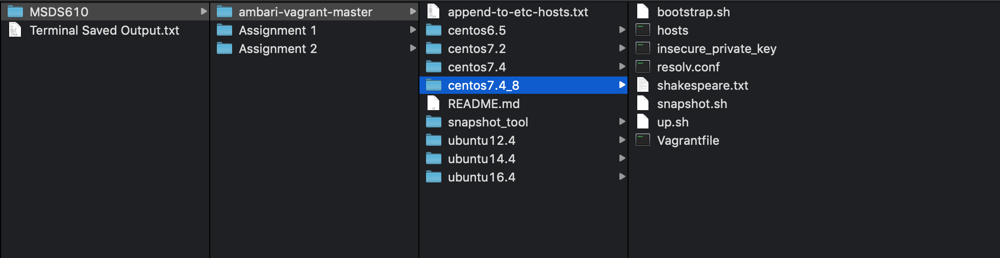 MSDS610
Terminal Saved Output.txt
ambari-vagrant-master
Assignment 1
Assignment 2
append-to-etc-hosts.txt
centos6.5
centos7.2
centos7.4
centos7.4_8
README.md
snapshot_tool
ubuntu12.4
ubuntu14.4
ubuntu16.4
bootstrap.sh
hosts
insecure_private_key
resolv.conf
shakespeare.txt
snapshot.sh
up.sh
Vagrantfile